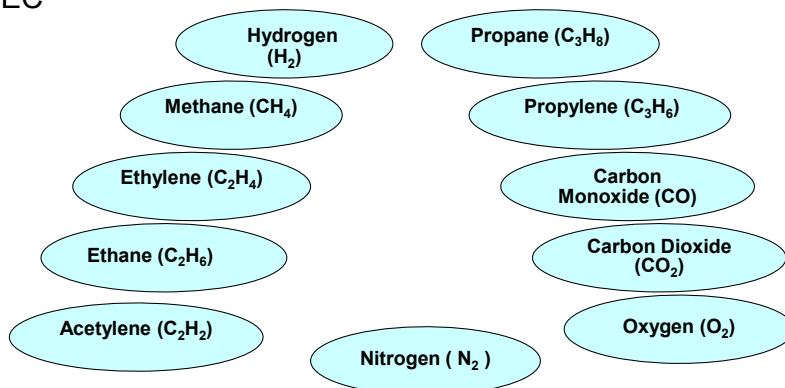 EC
Hydrogen
(H₂)
Propane (C₃H₈)
Methane (CH₄)
Propylene (C₃H₆)
Ethylene (C₂H₄)
Carbon
Monoxide (CO)
Ethane (C₂H₆)
Carbon Dioxide
(CO₂)
Acetylene (C₂H₂)
Oxygen (O₂)
Nitrogen ( N₂ )